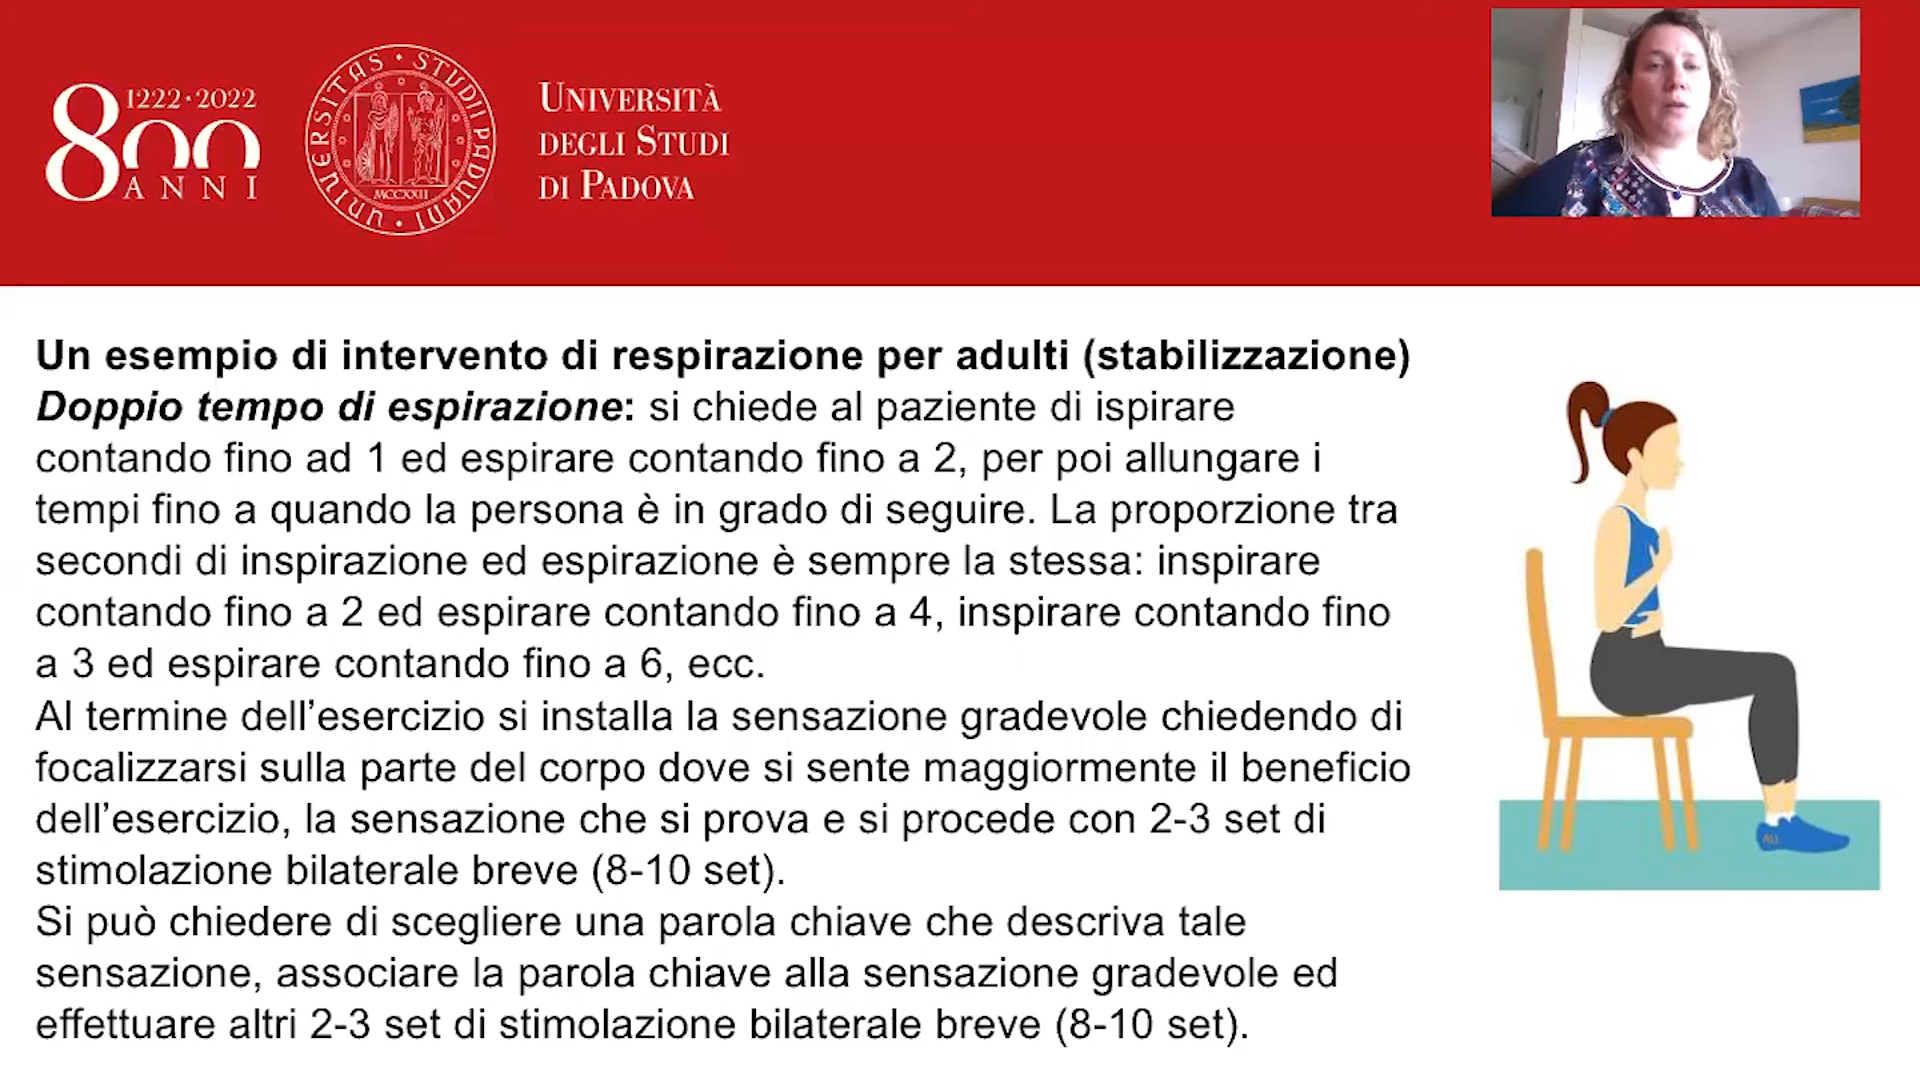 1222·2022
800
ANNI
UNIVERSITAS STUDII PADUANI
MCCXXII
UNIVERSITÀ
DEGLI STUDI
DI PADOVA
Un esempio di intervento di respirazione per adulti (stabilizzazione)
Doppio tempo di espirazione: si chiede al paziente di ispirare
contando fino ad 1 ed espirare contando fino a 2, per poi allungare i
tempi fino a quando la persona è in grado di seguire. La proporzione tra
secondi di inspirazione ed espirazione è sempre la stessa: inspirare
contando fino a 2 ed espirare contando fino a 4, inspirare contando fino
a 3 ed espirare contando fino a 6, ecc.
Al termine dell’esercizio si installa la sensazione gradevole chiedendo di
focalizzarsi sulla parte del corpo dove si sente maggiormente il beneficio
dell’esercizio, la sensazione che si prova e si procede con 2-3 set di
stimolazione bilaterale breve (8-10 set).
Si può chiedere di scegliere una parola chiave che descriva tale
sensazione, associare la parola chiave alla sensazione gradevole ed
effettuare altri 2-3 set di stimolazione bilaterale breve (8-10 set).